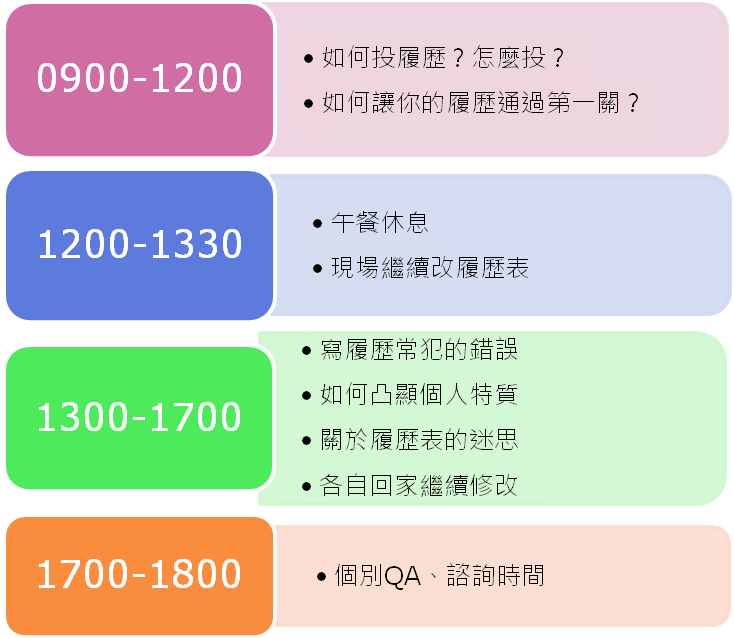 0900-1200
• 如何投履歷？怎麼投？
• 如何讓你的履歷通過第一關？
1200-1330
• 午餐休息
• 現場繼續改履歷表
1300-1700
• 寫履歷常犯的錯誤
• 如何凸顯個人特質
• 關於履歷表的迷思
• 各自回家繼續修改
1700-1800
• 個別QA、諮詢時間